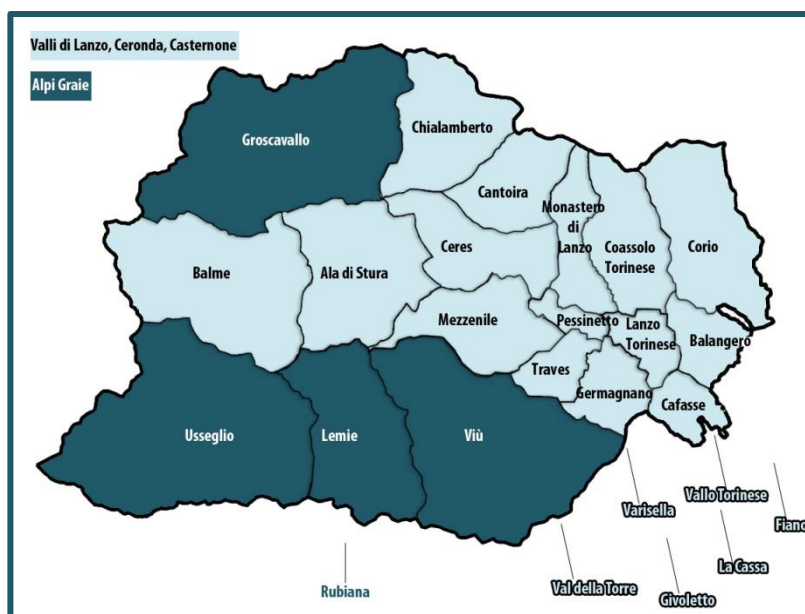 Valli di Lanzo, Ceronda, Casternone
Alpi Graie
Groscavallo
Chialamberto
Cantoira
Monastero
di
Lanzo
Coassolo
Torinese
Corio
Ceres
Balme
Ala di Stura
Mezzenile
Pessinetto
Lanzo
Torinese
Balangero
Traves
Germagnano
Cafasse
Usseglio
Lemie
Viù
Varisella
Vallo Torinese
Fiano
Rubiana
Val della Torre
Givoletto
La Cassa